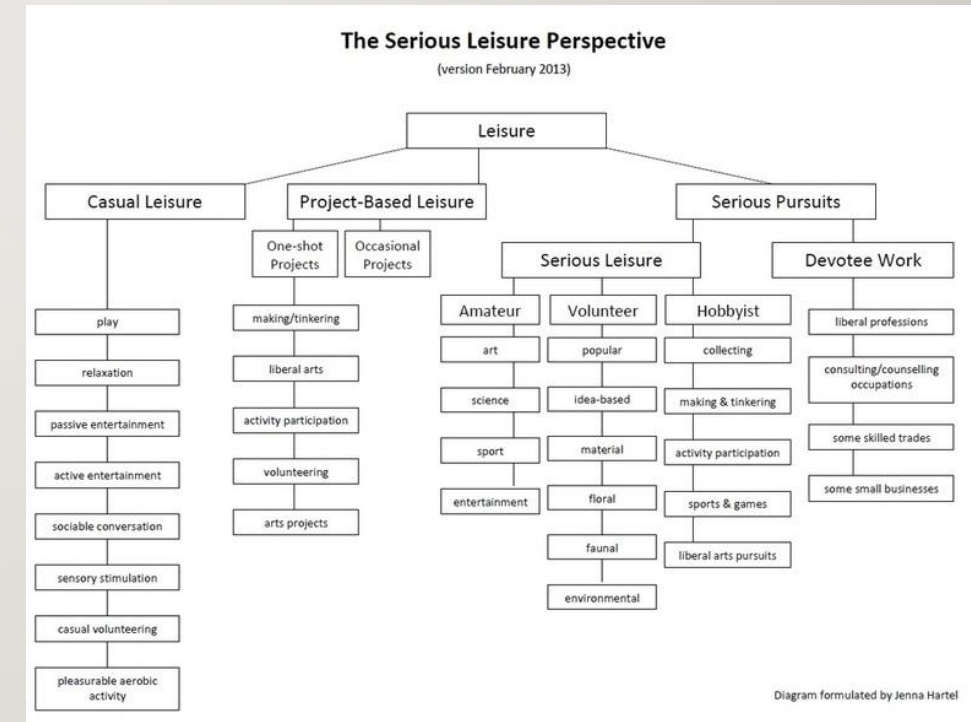 The Serious Leisure Perspective
(version February 2013)
Leisure
Casual Leisure
play
relaxation
passive entertainment
active entertainment
sociable conversation
sensory stimulation
casual volunteering
pleasurable aerobic
activity
Project-Based Leisure
One-shot
Projects
making/tinkering
liberal arts
activity participation
volunteering
arts projects
Occasional
Projects
Serious Pursuits
Serious Leisure
Amateur
art
science
sport
entertainment
Volunteer
popular
idea-based
material
floral
faunal
environmental
Hobbyist
collecting
making & tinkering
activity participation
sports & games
liberal arts pursuits
Devotee Work
liberal professions
consulting/counselling
occupations
some skilled trades
some small businesses
Diagram formulated by Jenna Hartel